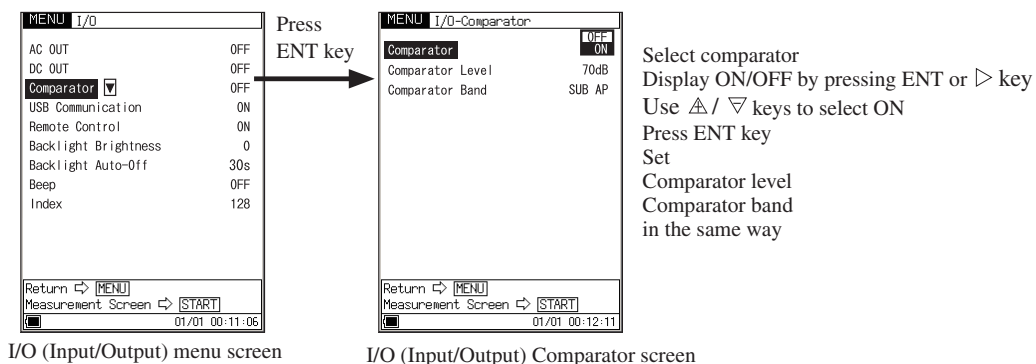 MENU I/O
AC OUT OFF
DC OUT OFF
Comparator ▼ OFF
USB Communication ON
Remote Control ON
Backlight Brightness 0
Backlight Auto-Off 30s
Beep OFF
Index 128
Return ⇨ MENU
Measurement Screen ⇨ START
01/01 00:11:06
I/O (Input/Output) menu screen
Press
ENT key
MENU I/O-Comparator
OFF
Comparator ON
Comparator Level 70dB
Comparator Band SUB AP
Return ⇨ MENU
Measurement Screen ⇨ START
01/01 00:12:11
I/O (Input/Output) Comparator screen
Select comparator
Display ON/OFF by pressing ENT or ▷ key
Use △ / ▽ keys to select ON
Press ENT key
Set
Comparator level
Comparator band
in the same way